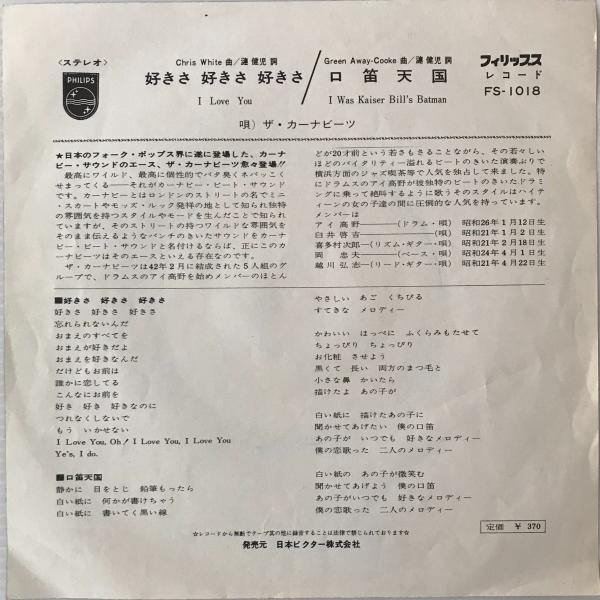 〈ステレオ〉
PHILIPS
Chris White 曲/漣 健児 詞
好きさ 好きさ 好きさ
I Love You
Green Away-Cooke 曲/漣 健児 詞
口笛天国
I Was Kaiser Bill's Batman
フィリップス
レコード
FS-1018
唄) ザ・カーナビーツ
★日本のフォーク・ポップス界に遂に登場した、カーナ
ビー・サウンドのエース、ザ・カーナビーツ愈々登場!!
最高にワイルド、最高に個性的でバタ臭くネバッこく
せまってくる――それがカーナビー・ビート・サウンド
です。カーナビーとはロンドンのストリートの名でミニ
・スカートやモッズ・ルック発祥の地として知られ独特
の雰囲気を持つスタイルやモードを生んだことで知られ
ていますが、そのストリートの持つワイルドな雰囲気を
そのまま伝えるようなパンチのきいたサウンドをカーナ
ビー・ビート・サウンドと名付けるならば、正にこのカ
ーナビーツはそのエースといえる存在なのです。
ザ・カーナビーツは42年2月に結成された5人組のグ
ループで、ドラムスのアイ高野を始めメンバーのほとん
どが20才前という若さもさることながら、その若々しい
ほどのバイタリティー溢れるビートのきいた演奏ぶりで
横浜方面のジャズ喫茶等で人気を独占して来ました。特
にドラムスのアイ高野が彼独特のビートのきいたドラミ
ングに乗って絶叫するように歌うそのスタイルはハイテ
ィーンの女の子達の間に圧倒的な人気を持っています。
メンバーは
アイ 高野――(ドラム・唄) 昭和26年1月12生
臼井啓吉――(唄) 昭和21年1月2日生
喜多村次郎――(リズム・ギター・唄) 昭和21年2月18日生
岡 忠夫――(ベース・唄) 昭和24年4月1日生
越川弘志――(リード・ギター・唄) 昭和21年4月22日生
■好きさ 好きさ 好きさ
好きさ 好きさ 好きさ
忘れられないんだ
おまえのすべてを
おまえが好きだよ
おまえを好きなんだ
だけどもお前は
誰かに恋してる
こんなにお前を
好き 好き 好きなのに
つれなくしないで
もう いかせない
I Love You, Oh! I Love You, I Love You
Ye's, I do.
■口笛天国
静かに 目をとじ 鉛筆もったら
白い紙に 何かが書けちゃう
白い紙に 書いてく黒い線
やさしい あご くちびる
すてきな メロディー
かわいい ほっぺに ふくらみもたせて
ちょっぴり ちょっぴり
お化粧 させよう
黒くて 長い 両方のまつ毛と
小さな鼻 かいたら
描けたよ あの子が
白い紙に 描けたあの子に
聞かせてあげたい 僕の口笛
あの子が いつでも 好きなメロディー
僕の恋歌った 二人のメロディー
白い紙の あの子が微笑む
聞かせてあげよう 僕の口笛
あの子がいつでも 好きなメロディー
僕の恋歌った 二人のメロディー
☆レコードから無断でテープ其の他に録音することは法律で禁じられております☆
発売元 日本ビクター株式会社
定価 ¥ 370